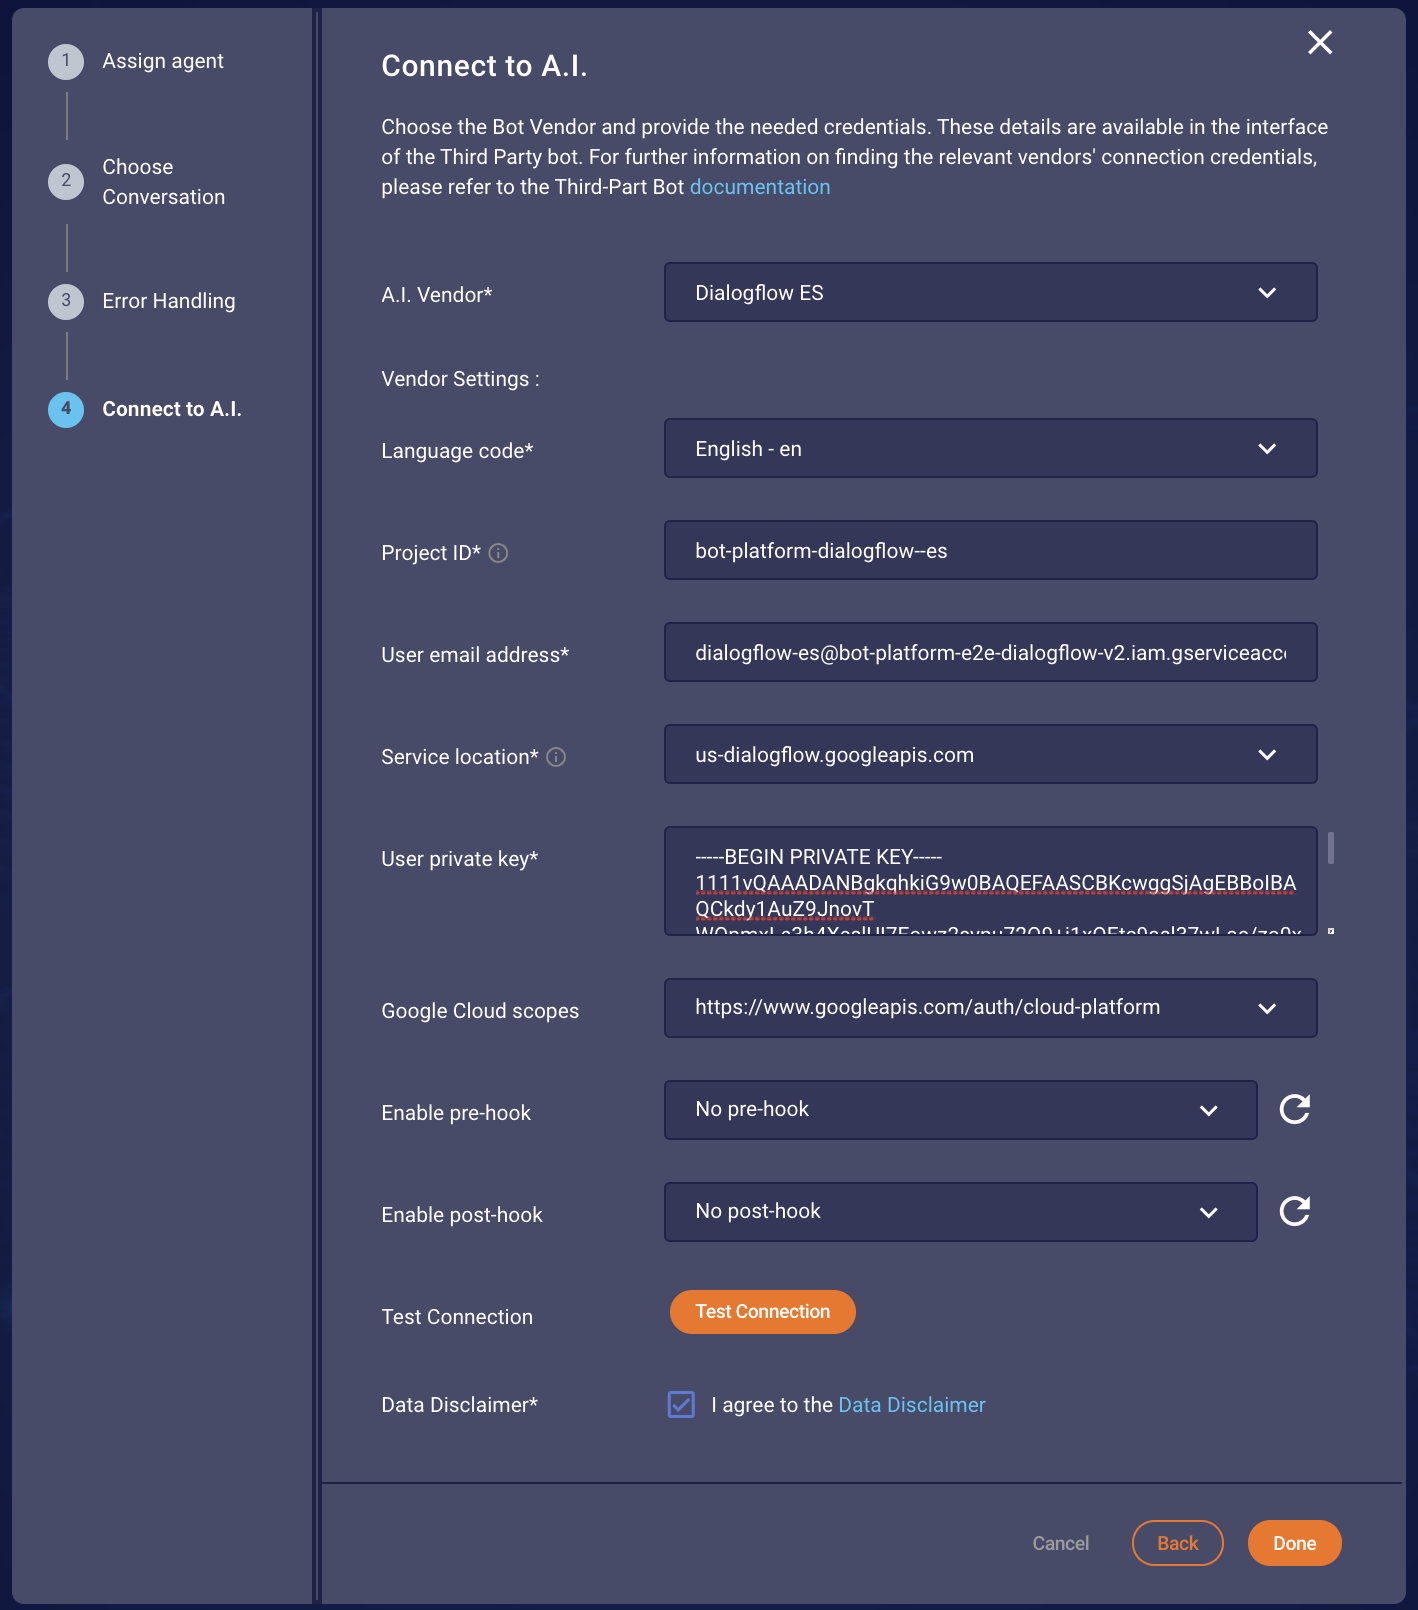 1 Assign agent
2 Choose
Conversation
3 Error Handling
4 Connect to A.I.
Connect to A.I.
Choose the Bot Vendor and provide the needed credentials. These details are available in the interface
of the Third Party bot. For further information on finding the relevant vendors' connection credentials,
please refer to the Third-Part Bot documentation
A.I. Vendor* Dialogflow ES
Vendor Settings :
Language code* English - en
Project ID* bot-platform-dialogflow--es
User email address* dialogflow-es@bot-platform-e2e-dialogflow-v2.iam.gserviceacc
Service location* us-dialogflow.googleapis.com
User private key* -----BEGIN PRIVATE KEY-----
1111vQAAADANBgkqhkiG9w0BAQEFAASCBKcwggSjAgEBBoIBA
QCkdy1AuZ9JnovT
Google Cloud scopes https://www.googleapis.com/auth/cloud-platform
Enable pre-hook No pre-hook
Enable post-hook No post-hook
Test Connection Test Connection
Data Disclaimer* I agree to the Data Disclaimer
Cancel Back Done